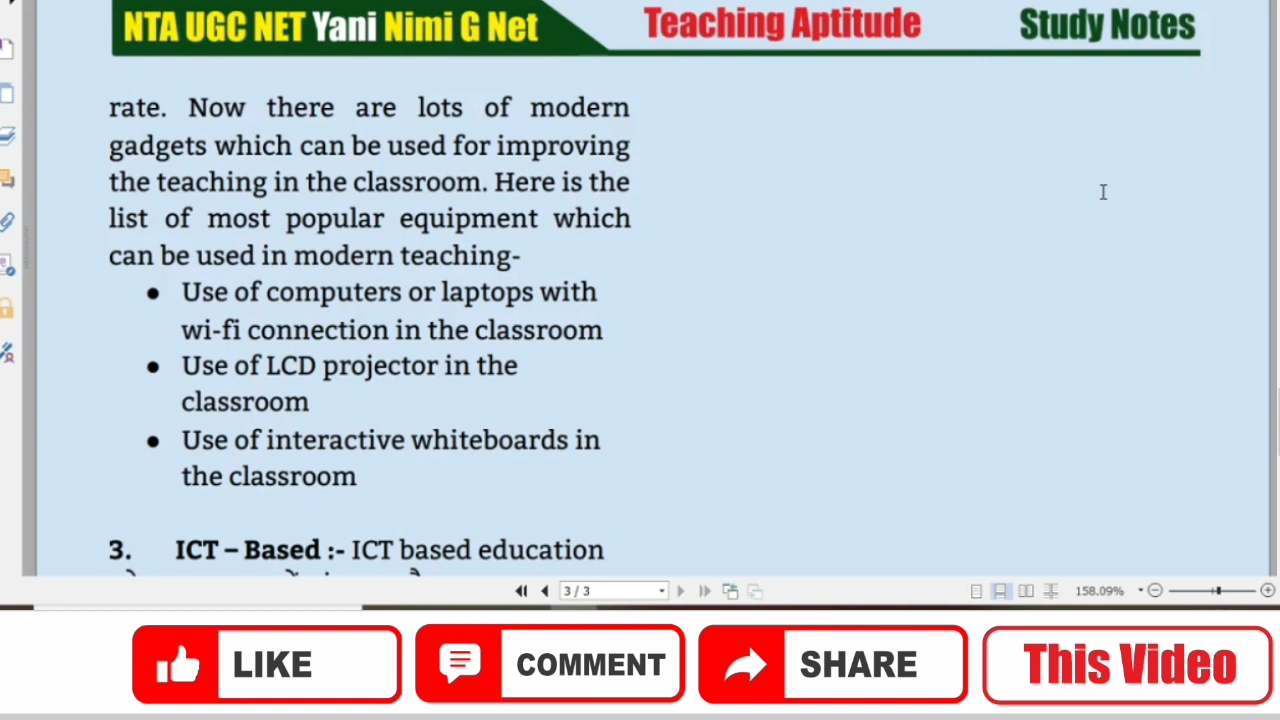 NTA UGC NET Yani Nimi G Net
Teaching Aptitude
Study Notes
rate. Now there are lots of modern
gadgets which can be used for improving
the teaching in the classroom. Here is the
list of most popular equipment which
can be used in modern teaching-
● Use of computers or laptops with
wi-fi connection in the classroom
● Use of LCD projector in the
classroom
● Use of interactive whiteboards in
the classroom
3. ICT – Based :- ICT based education
3 / 3
158.09%
LIKE
COMMENT
SHARE
This Video